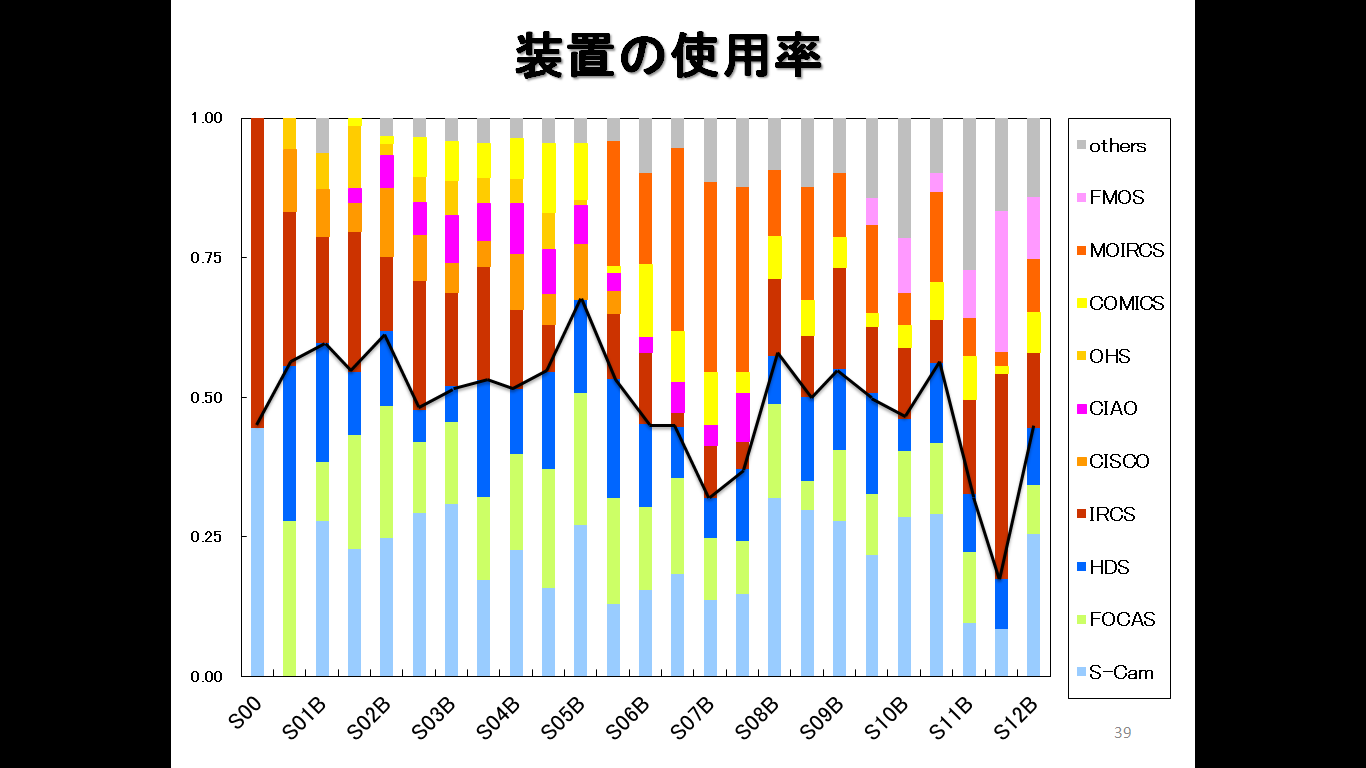 装置の使用率
1.00
0.75
0.50
0.25
0.00
S00
S01B
S02B
S03B
S04B
S05B
S06B
S07B
S08B
S09B
S10B
S11B
S12B
others
FMOS
MOIRCS
COMICS
OHS
CIAO
CISCO
IRCS
HDS
FOCAS
S-Cam
39